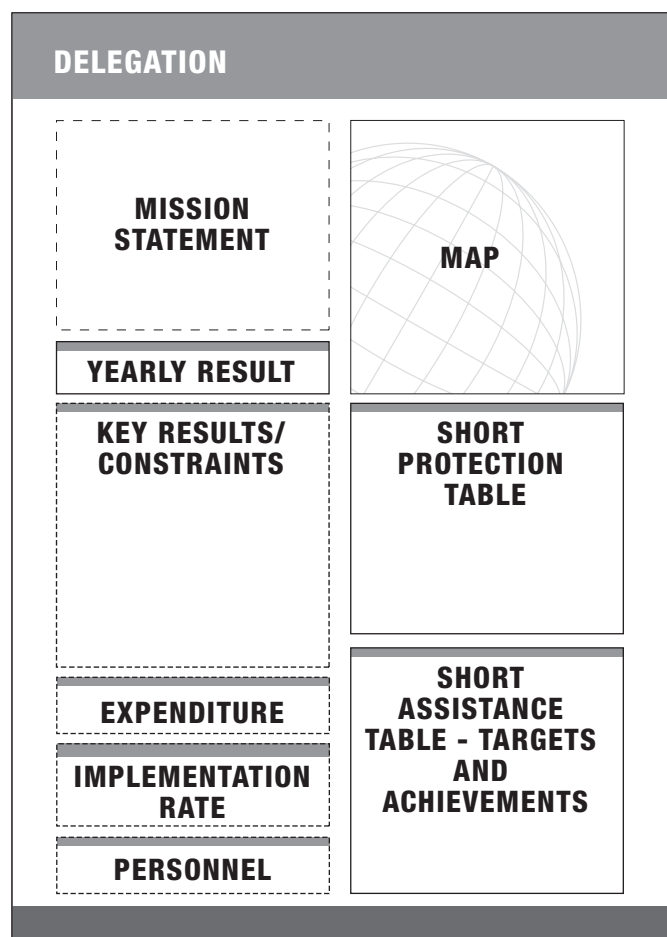 DELEGATION
MISSION
STATEMENT
YEARLY RESULT
KEY RESULTS/
CONSTRAINTS
EXPENDITURE
IMPLEMENTATION
RATE
PERSONNEL
MAP
SHORT
PROTECTION
TABLE
SHORT
ASSISTANCE
TABLE - TARGETS
AND
ACHIEVEMENTS